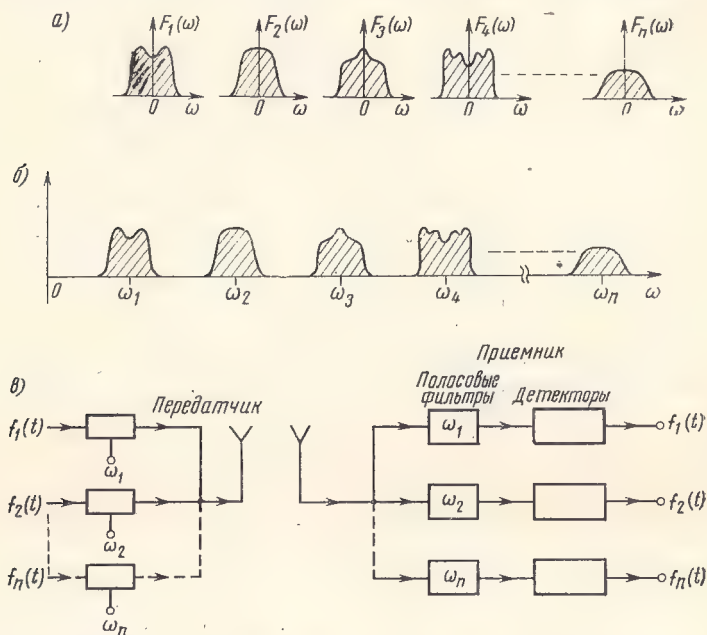 а) F₁(ω) F₂(ω) F₃(ω) F₄(ω) Fₙ(ω)
0 ω 0 ω 0 ω 0 ω 0 ω
б)
0 ω₁ ω₂ ω₃ ω₄ ωₙ ω
в)
Приемник
Передатчик
Полосовые фильтры
Детекторы
f₁(t) ω₁ ω₁ f₁(t)
f₂(t) ω₂ ω₂ f₂(t)
fₙ(t) ωₙ ωₙ fₙ(t)